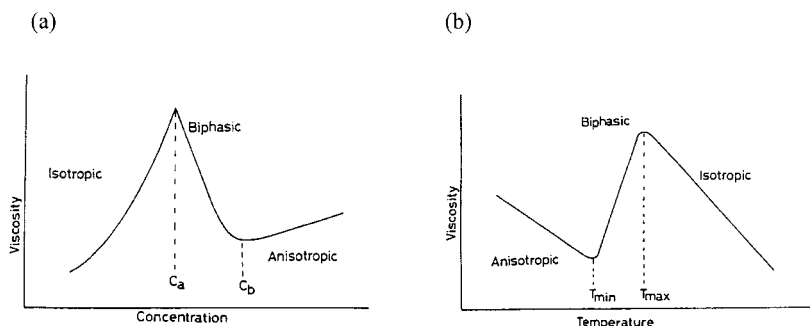 (a)
Viscosity
Isotropic
Biphasic
Anisotropic
Ca
Cb
Concentration
(b)
Viscosity
Anisotropic
Biphasic
Isotropic
Tmin
Tmax
Temperature